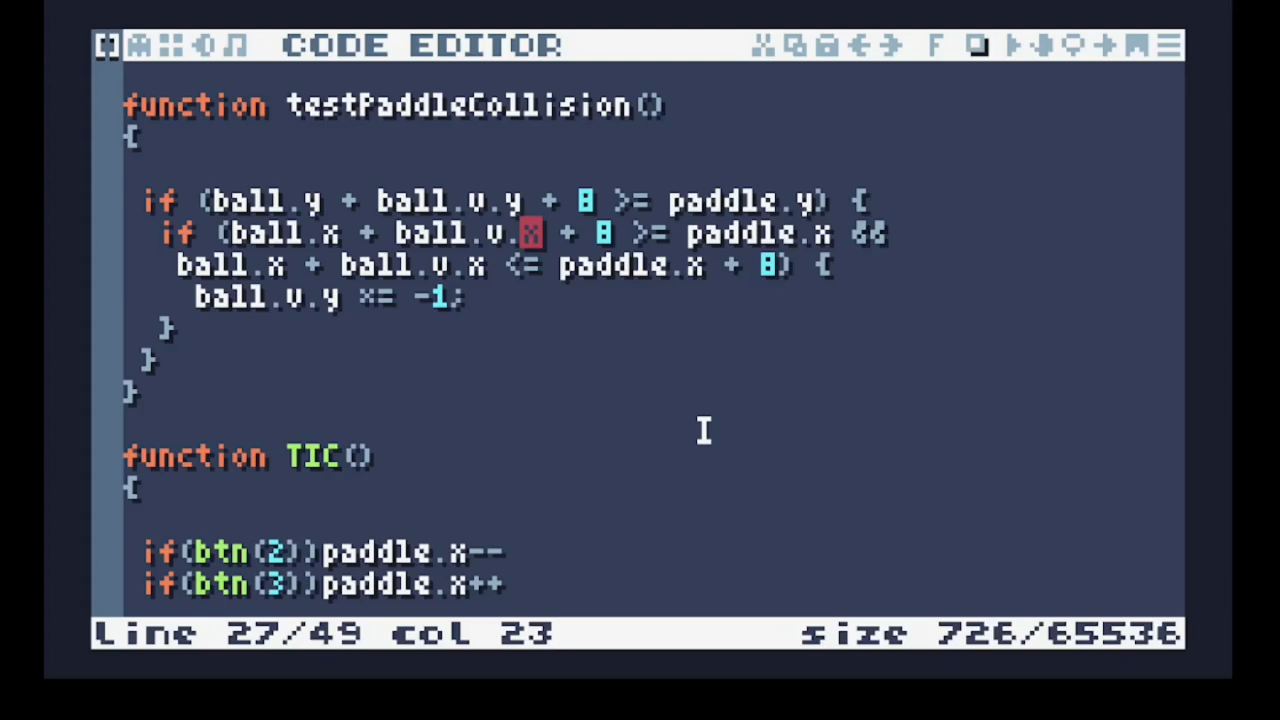 CODE EDITOR F
function testPaddleCollision()
{
if (ball.y + ball.v.y + 8 >= paddle.y) {
if (ball.x + ball.v.x + 8 >= paddle.x &&
ball.x + ball.v.x <= paddle.x + 8) {
ball.v.y *= -1;
}
}
}
function TIC()
{
if(btn(2))paddle.x--
if(btn(3))paddle.x++
line 27/49 col 23 size 726/65536